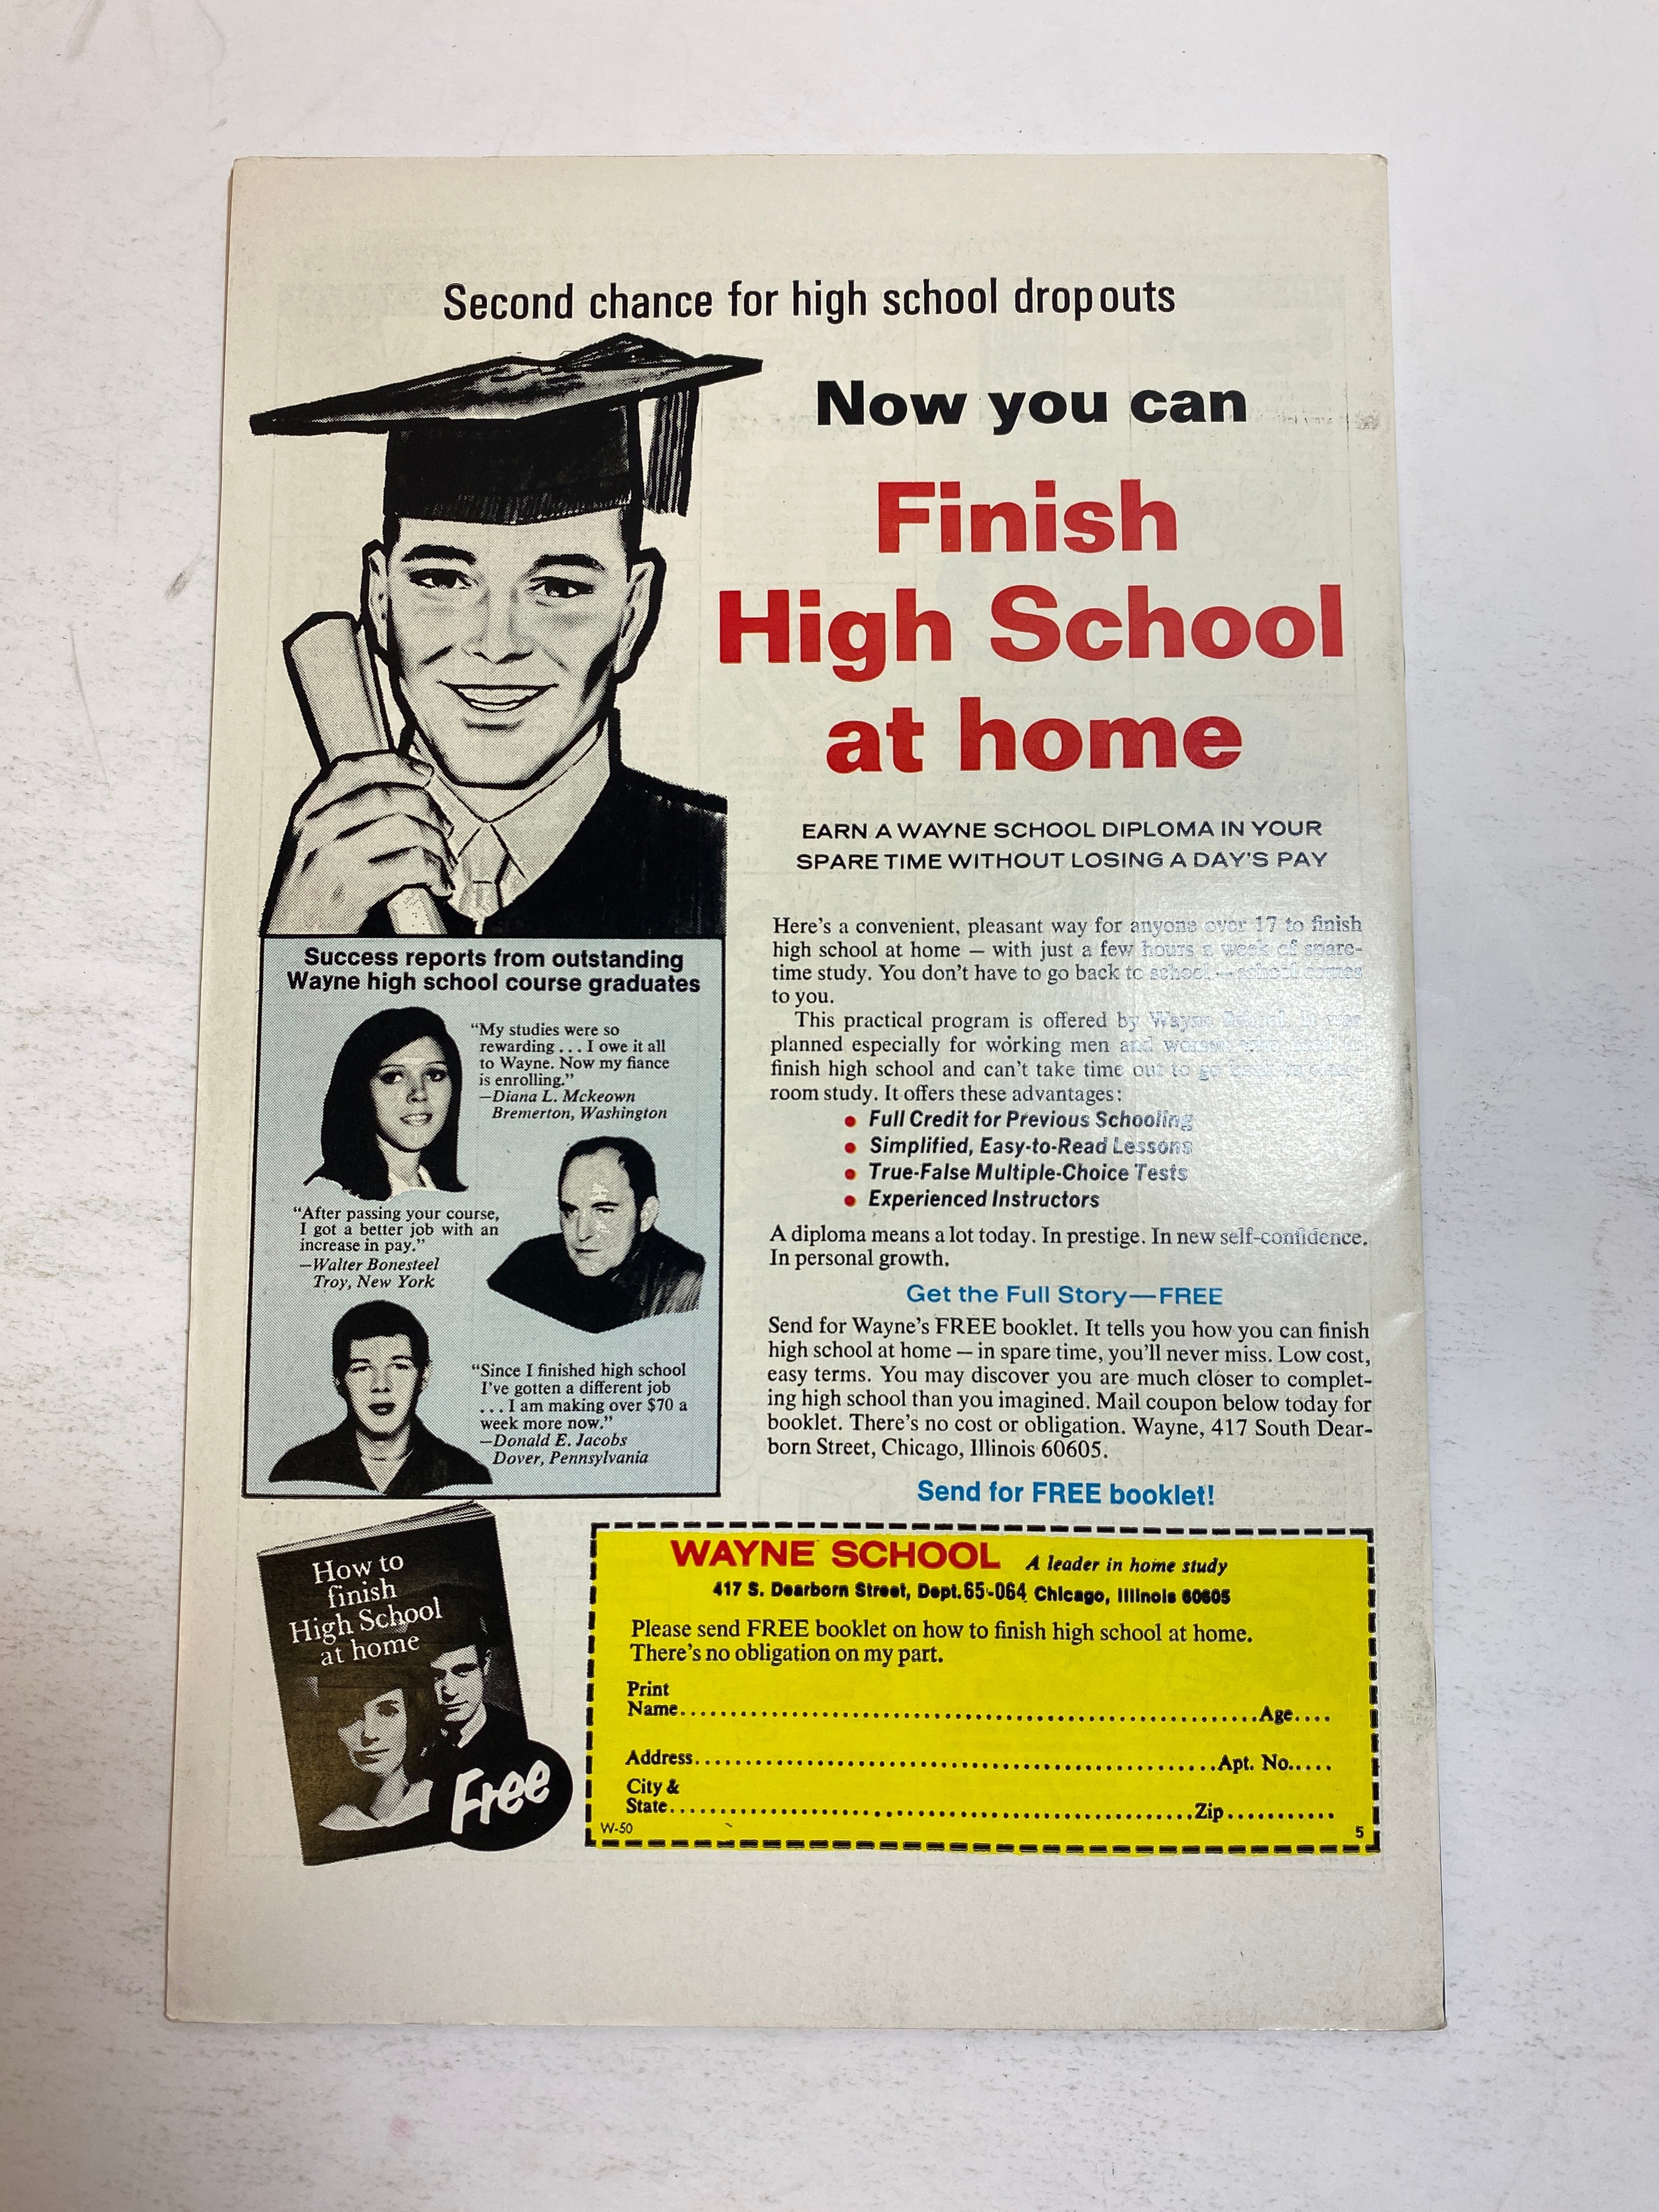 Second chance for high school dropouts
Now you can
Finish
High School
at home
EARN A WAYNE SCHOOL DIPLOMA IN YOUR
SPARE TIME WITHOUT LOSING A DAY'S PAY
Here's a convenient, pleasant way for anyone over 17 to finish
high school at home — with just a few hours a week of spare-
time study. You don't have to go back to school — school comes
to you.
This practical program is offered by Wayne School. It was
planned especially for working men and women who
finish high school and can't take time out to go back to class-
room study. It offers these advantages:
• Full Credit for Previous Schooling
• Simplified, Easy-to-Read Lessons
• True-False Multiple-Choice Tests
• Experienced Instructors
A diploma means a lot today. In prestige. In new self-confidence.
In personal growth.
Get the Full Story—FREE
Send for Wayne's FREE booklet. It tells you how you can finish
high school at home — in spare time, you'll never miss. Low cost,
easy terms. You may discover you are much closer to complet-
ing high school than you imagined. Mail coupon below today for
booklet. There's no cost or obligation. Wayne, 417 South Dear-
born Street, Chicago, Illinois 60605.
Send for FREE booklet!
Success reports from outstanding
Wayne high school course graduates
"My studies were so
rewarding . . . I owe it all
to Wayne. Now my fiance
is enrolling."
—Diana L. Mckeown
Bremerton, Washington
"After passing your course,
I got a better job with an
increase in pay."
—Walter Bonesteel
Troy, New York
"Since I finished high school
I've gotten a different job
. . . I am making over $70 a
week more now."
—Donald E. Jacobs
Dover, Pennsylvania
How to
finish
High School
at home
Free
WAYNE SCHOOL A leader in home study
417 S. Dearborn Street, Dept. 65-064 Chicago, Illinois 60605
Please send FREE booklet on how to finish high school at home.
There's no obligation on my part.
Print
Name Age
Address Apt. No.
City &
State Zip
W-50 5